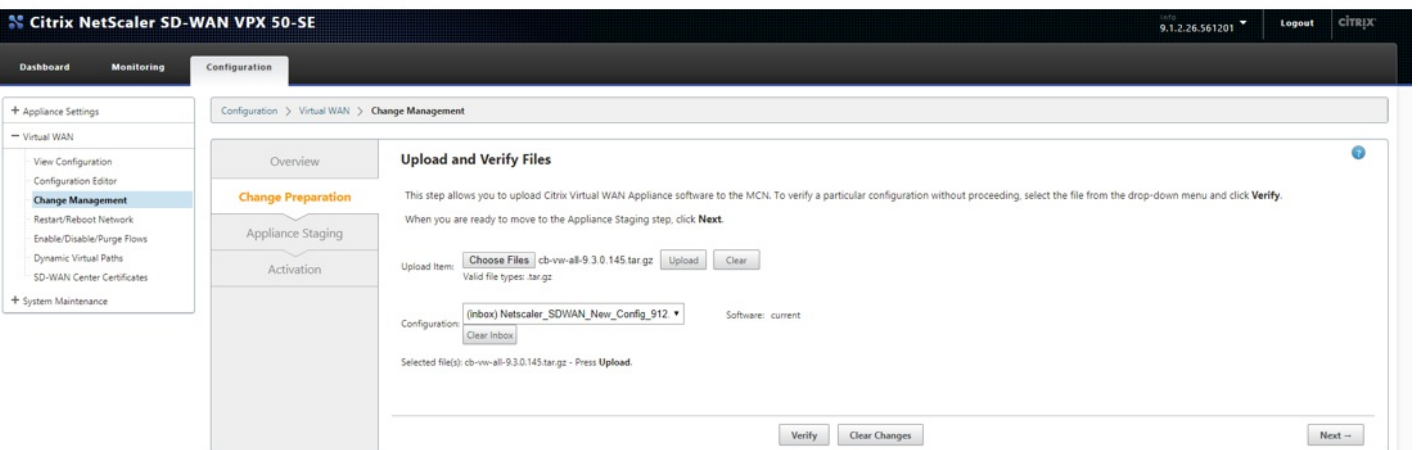 Citrix NetScaler SD-WAN VPX 50-SE
Info
9.1.2.26.561201
Logout
CITRIX
Dashboard Monitoring Configuration
+ Appliance Settings
− Virtual WAN
View Configuration
Configuration Editor
Change Management
Restart/Reboot Network
Enable/Disable/Purge Flows
Dynamic Virtual Paths
SD-WAN Center Certificates
+ System Maintenance
Configuration > Virtual WAN > Change Management
Overview
Change Preparation
Appliance Staging
Activation
Upload and Verify Files
?
This step allows you to upload Citrix Virtual WAN Appliance software to the MCN. To verify a particular configuration without proceeding, select the file from the drop-down menu and click Verify.
When you are ready to move to the Appliance Staging step, click Next.
Upload Item: Choose Files cb-vw-all-9.3.0.145.tar.gz Upload Clear
Valid file types: .tar.gz
Configuration: (inbox) Netscaler_SDWAN_New_Config_912. Software: current
Clear Inbox
Selected file(s): cb-vw-all-9.3.0.145.tar.gz - Press Upload.
Verify Clear Changes Next →